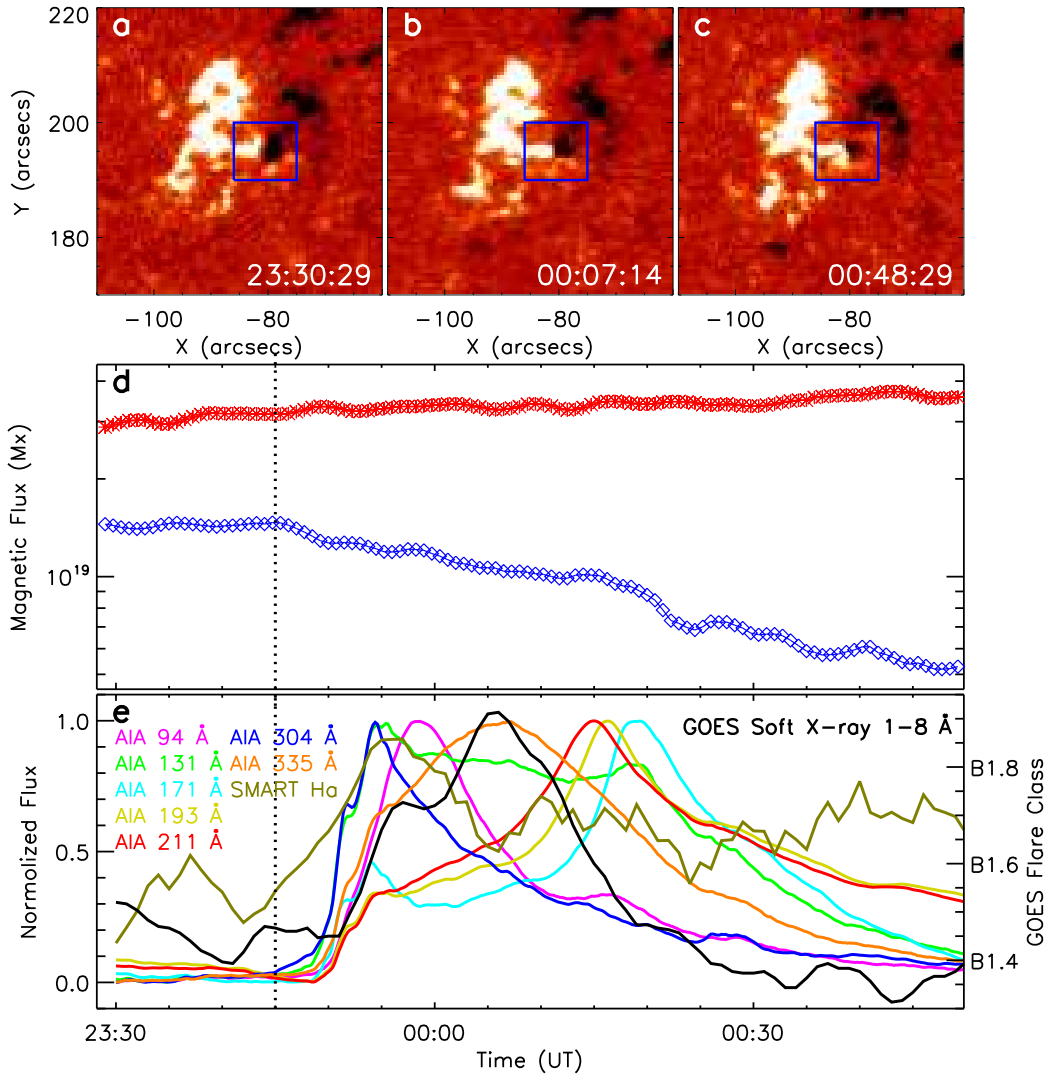 220
a
b
c
200
180
Y (arcsecs)
23:30:29
00:07:14
00:48:29
−100 −80
−100 −80
−100 −80
X (arcsecs)
X (arcsecs)
X (arcsecs)
d
Magnetic Flux (Mx)
10¹⁹
e
1.0
0.5
0.0
Normolized Flux
AIA 94 Å
AIA 131 Å
AIA 171 Å
AIA 193 Å
AIA 211 Å
AIA 304 Å
AIA 335 Å
SMART Ha
GOES Soft X−ray 1−8 Å
B1.8
B1.6
B1.4
GOES Flare Class
23:30
00:00
00:30
Time (UT)